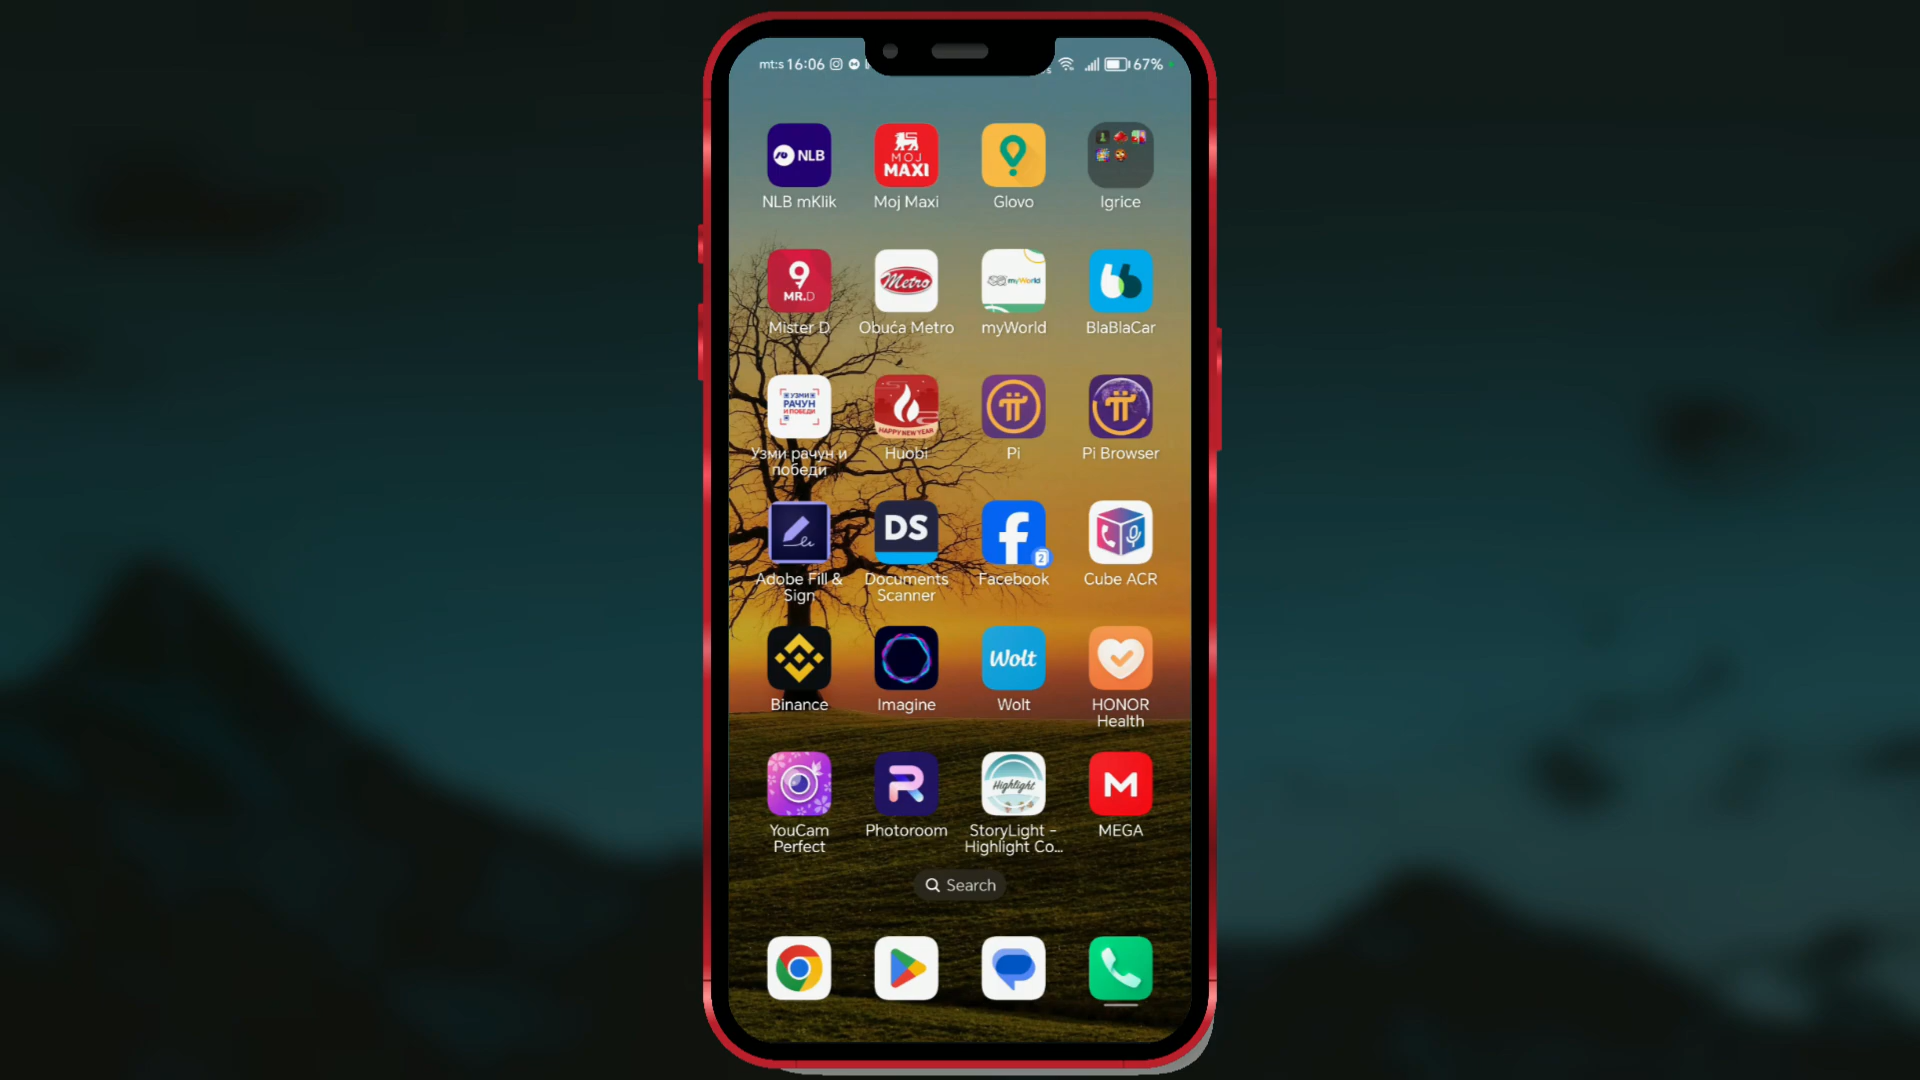 mt:s 16:06
67%
NLB
MOJ
MAXI
NLB mKlik
Moj Maxi
Glovo
Igrice
9
MR.D
Metro
myWorld
Mister D
Obuća Metro
myWorld
BlaBlaCar
УЗМИ
РАЧУН
И ПОБЕДИ
HAPPY NEW YEAR
Узми рачун и
победи
Huobi
Pi
Pi Browser
DS
2
Adobe Fill &
Sign
Documents
Scanner
Facebook
Cube ACR
Wolt
Binance
Imagine
Wolt
HONOR
Health
R
Highlight
M
YouCam
Perfect
Photoroom
StoryLight -
Highlight Co...
MEGA
Search